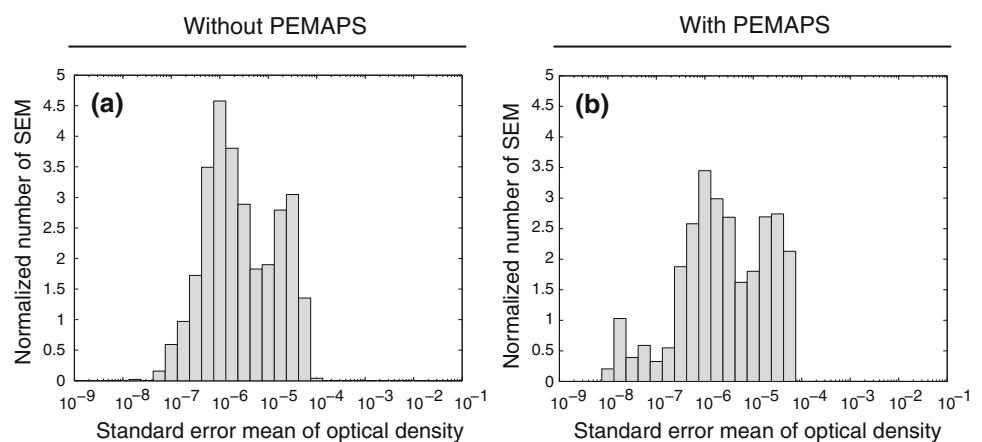 Without PEMAPS
With PEMAPS
(a)
Normalized number of SEM
5
4.5
4
3.5
3
2.5
2
1.5
1
0.5
0
10⁻⁹ 10⁻⁸ 10⁻⁷ 10⁻⁶ 10⁻⁵ 10⁻⁴ 10⁻³ 10⁻² 10⁻¹
Standard error mean of optical density
(b)
Normalized number of SEM
5
4.5
4
3.5
3
2.5
2
1.5
1
0.5
0
10⁻⁹ 10⁻⁸ 10⁻⁷ 10⁻⁶ 10⁻⁵ 10⁻⁴ 10⁻³ 10⁻² 10⁻¹
Standard error mean of optical density